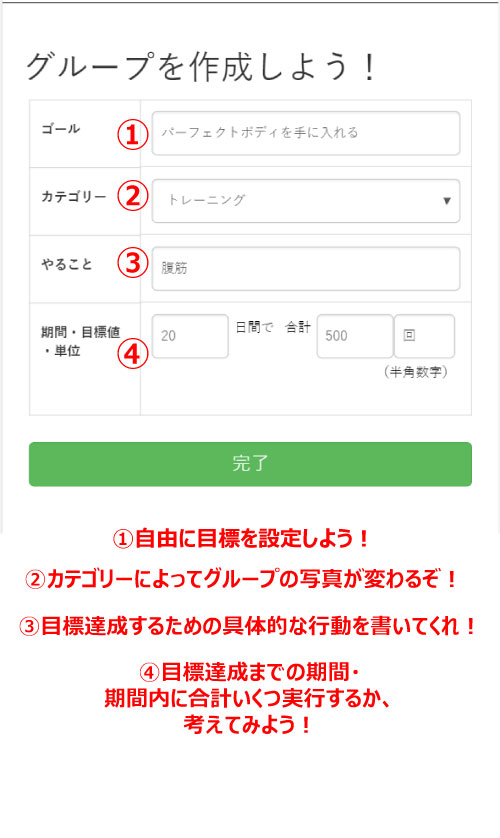 グループを作成しよう！
ゴール
①
パーフェクトボディを手に入れる
カテゴリー
②
トレーニング
▼
やること
③
腹筋
期間・目標値
・単位
④
20
日間で 合計
500
回
（半角数字）
完了
①自由に目標を設定しよう！
②カテゴリーによってグループの写真が変わるぞ！
③目標達成するための具体的な行動を書いてくれ！
④目標達成までの期間・
期間内に合計いくつ実行するか、
考えてみよう！